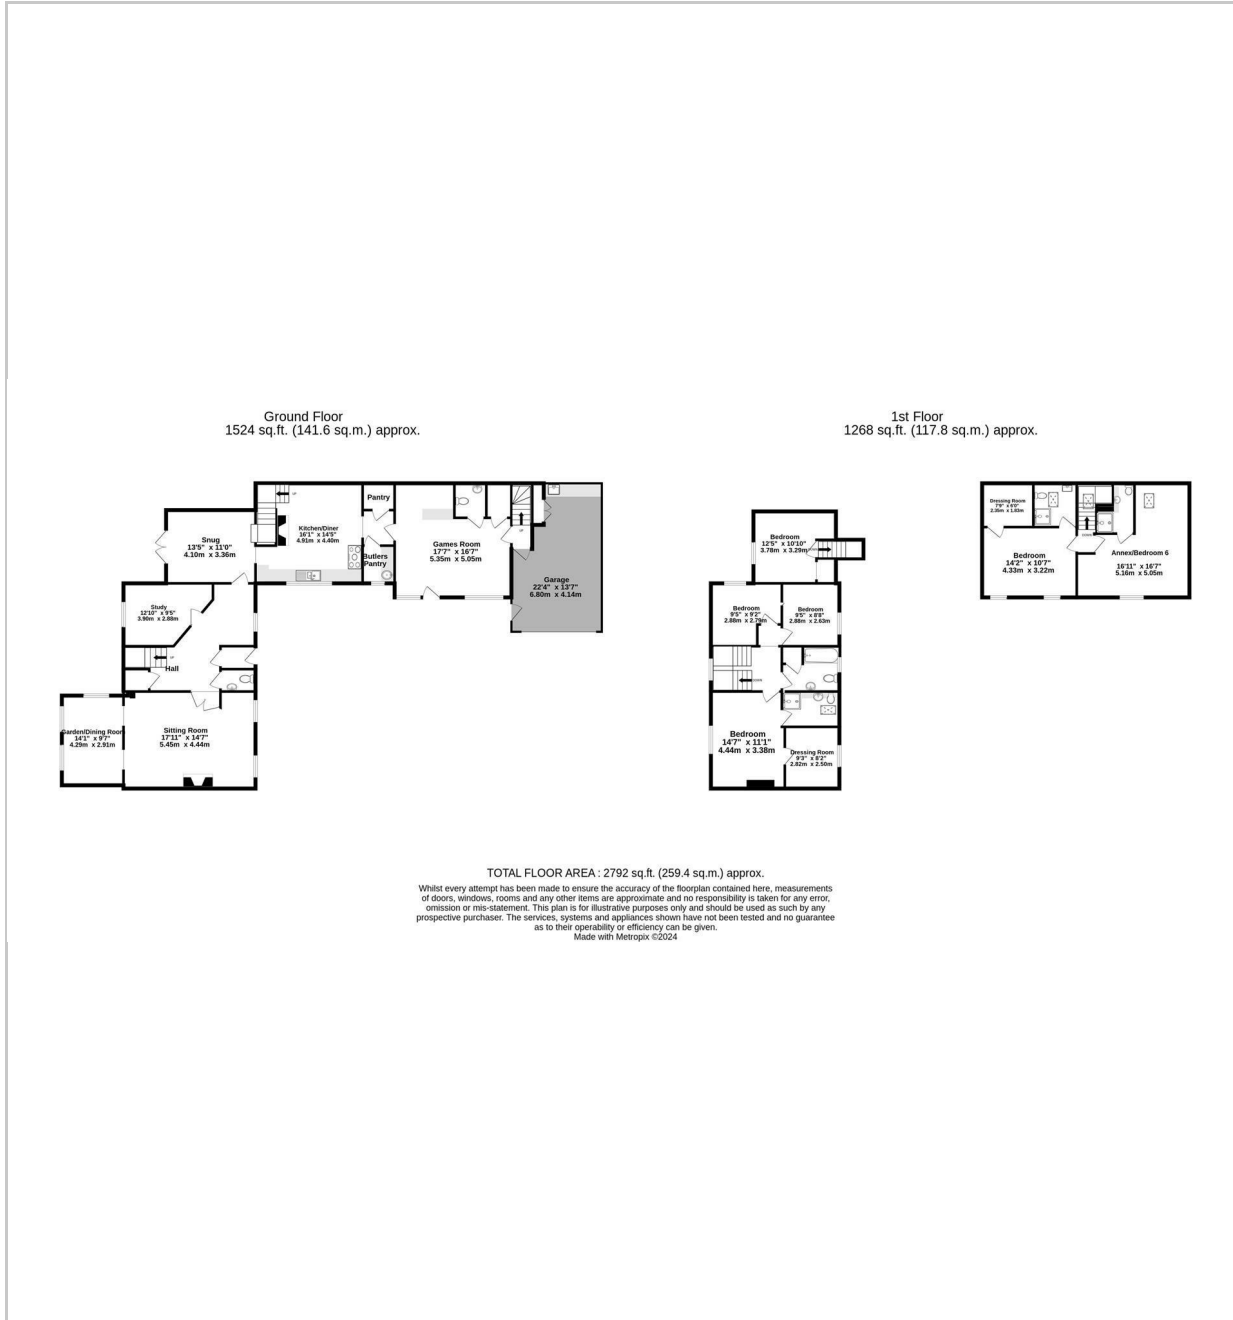 Ground Floor
1524 sq.ft. (141.6 sq.m.) approx.
Pantry
UP
Kitchen/Diner
16'1" x 14'5"
4.91m x 4.40m
Snug
13'5" x 11'0"
4.10m x 3.36m
Games Room
17'7" x 16'7"
5.35m x 5.05m
UP
Butlers
Pantry
Garage
22'4" x 13'7"
6.80m x 4.14m
Study
12'10" x 9'5"
3.90m x 2.88m
UP
Hall
Garden/Dining Room
14'1" x 9'7"
4.29m x 2.91m
Sitting Room
17'11" x 14'7"
5.45m x 4.44m
1st Floor
1268 sq.ft. (117.8 sq.m.) approx.
Dressing Room
7'9" x 6'0"
2.35m x 1.83m
DOWN
Bedroom
12'5" x 10'10"
3.78m x 3.29m
Bedroom
14'2" x 10'7"
4.33m x 3.22m
Annex/Bedroom 6
16'11" x 16'7"
5.16m x 5.05m
Bedroom
9'5" x 9'2"
2.88m x 2.79m
Bedroom
9'5" x 8'8"
2.88m x 2.63m
DOWN
Bedroom
14'7" x 11'1"
4.44m x 3.38m
Dressing Room
9'3" x 8'2"
2.82m x 2.50m
TOTAL FLOOR AREA : 2792 sq.ft. (259.4 sq.m.) approx.
Whilst every attempt has been made to ensure the accuracy of the floorplan contained here, measurements
of doors, windows, rooms and any other items are approximate and no responsibility is taken for any error,
omission or mis-statement. This plan is for illustrative purposes only and should be used as such by any
prospective purchaser. The services, systems and appliances shown have not been tested and no guarantee
as to their operability or efficiency can be given.
Made with Metropix ©2024